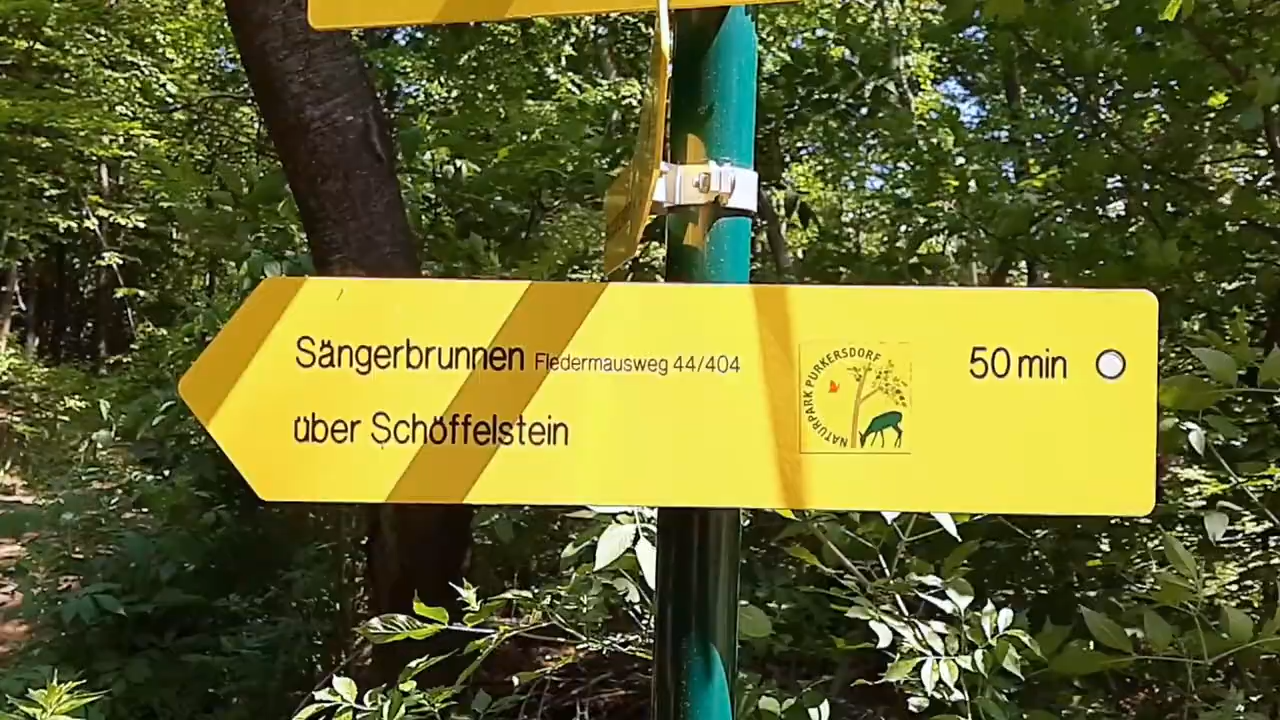 Sängerbrunnen Fledermausweg 44/404
über Schöffelstein
NATURPARK PURKERSDORF
50 min